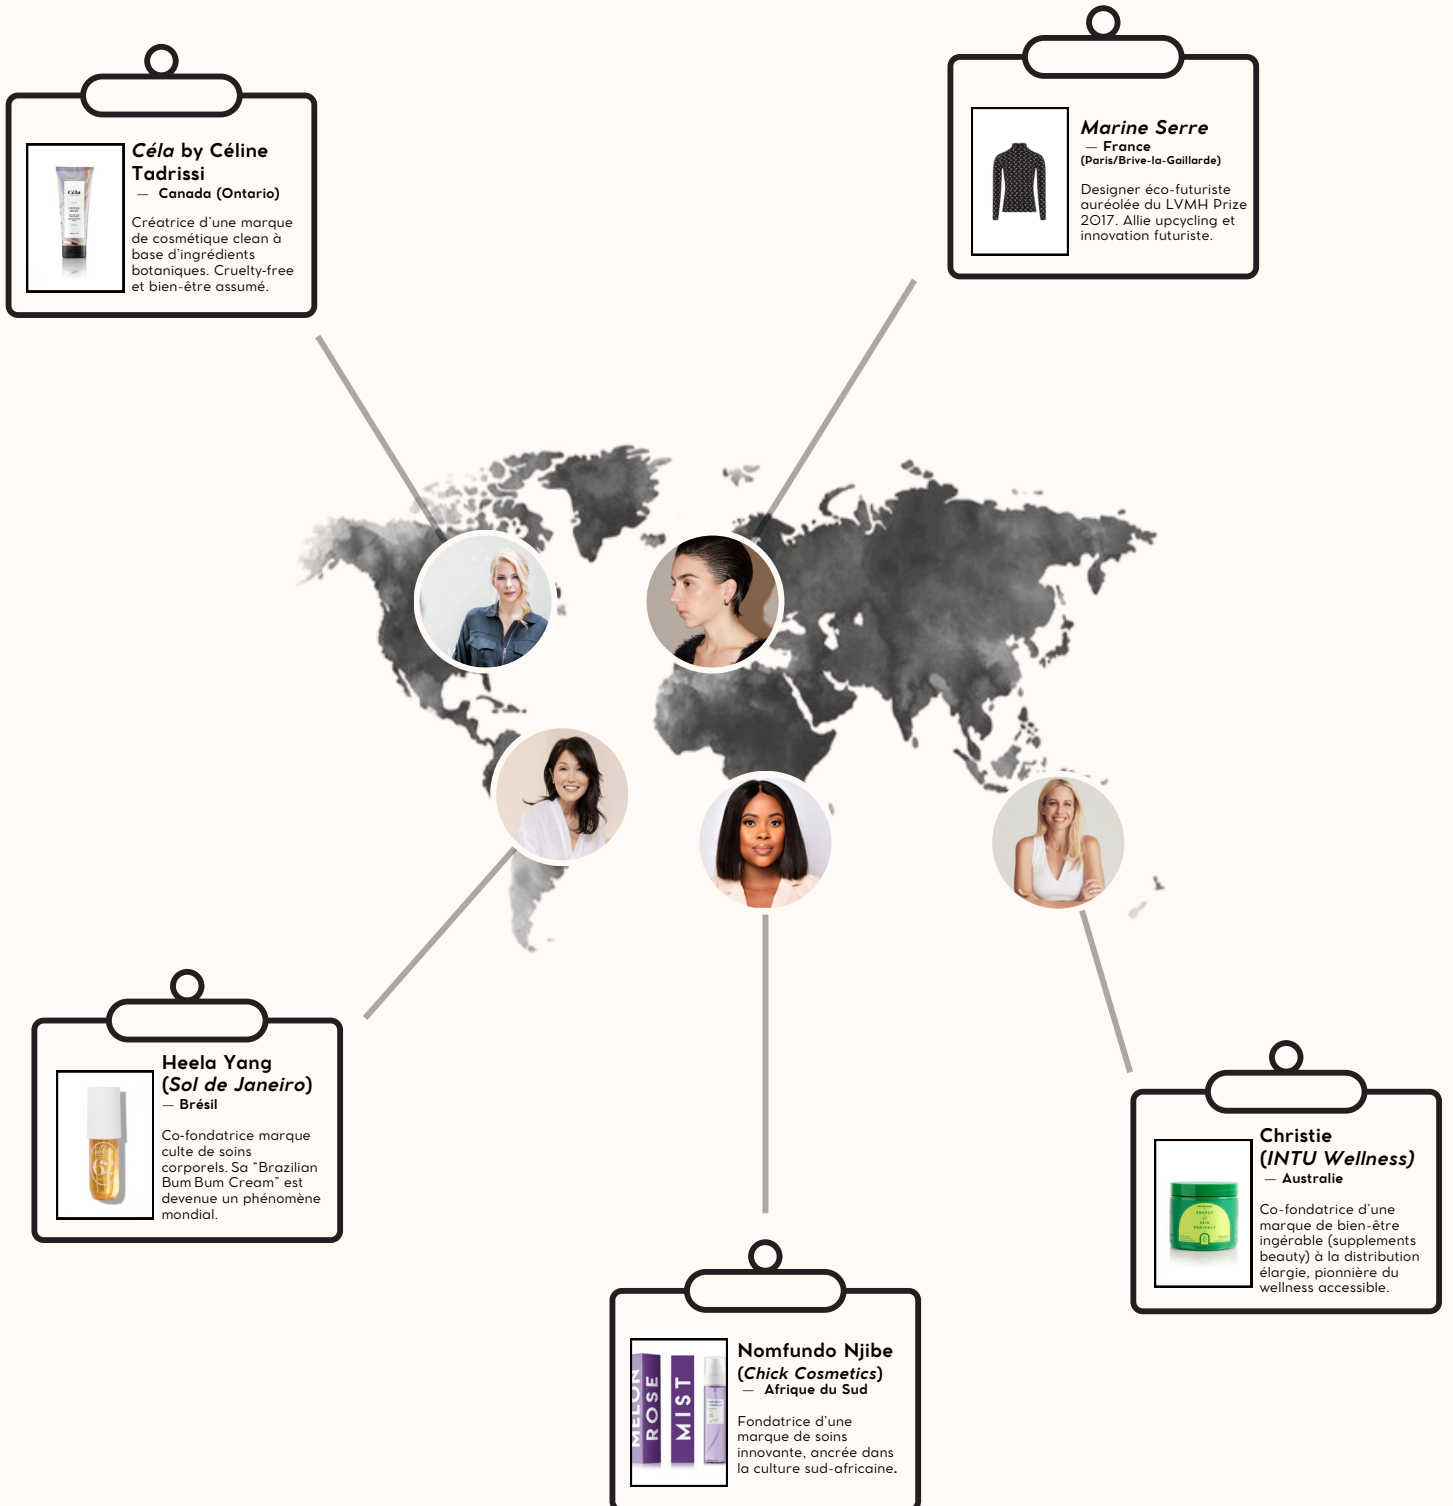 Céla by Céline
Tadrissi
— Canada (Ontario)
Créatrice d'une marque
de cosmétique clean à
base d'ingrédients
botaniques. Cruelty-free
et bien-être assumé.
Céla
Marine Serre
— France
(Paris/Brive-la-Gaillarde)
Designer éco-futuriste
auréolée du LVMH Prize
2017. Allie upcycling et
innovation futuriste.
Heela Yang
(Sol de Janeiro)
— Brésil
Co-fondatrice marque
culte de soins
corporels. Sa "Brazilian
Bum Bum Cream" est
devenue un phénomène
mondial.
62
Christie
(INTU Wellness)
— Australie
Co-fondatrice d'une
marque de bien-être
ingérable (supplements
beauty) à la distribution
élargie, pionnière du
wellness accessible.
ENERGY
SKIN
RADIANCE
Nomfundo Njibe
(Chick Cosmetics)
— Afrique du Sud
Fondatrice d'une
marque de soins
innovante, ancrée dans
la culture sud-africaine.
MELON
ROSE
MIST